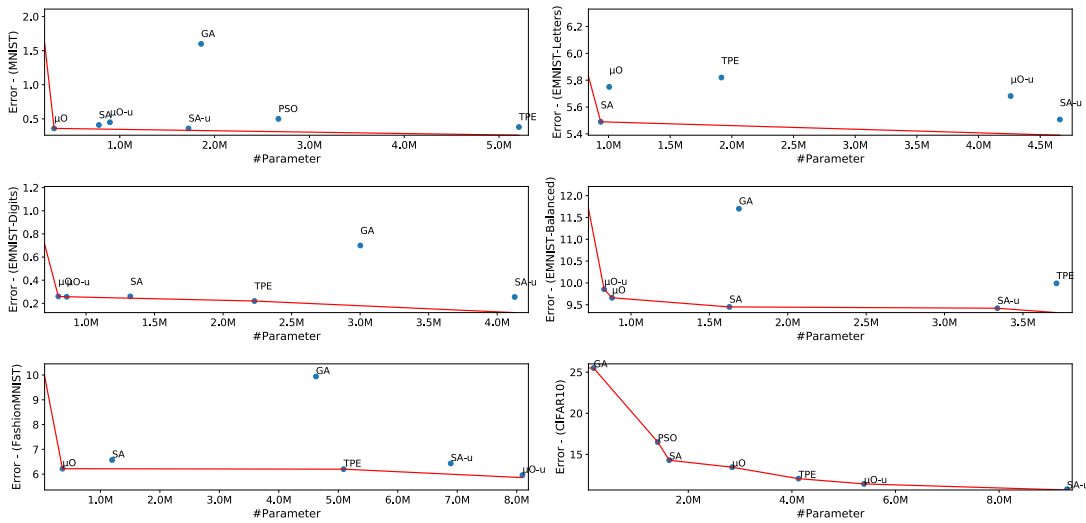 Error - (MNIST)
2.0
1.5
1.0
0.5
GA
µO
SA
µO-u
SA-u
PSO
TPE
1.0M 2.0M 3.0M 4.0M 5.0M
#Parameter
Error - (EMNIST-Letters)
6.2
6.0
5.8
5.6
5.4
µO
TPE
µO-u
SA
SA-u
1.0M 1.5M 2.0M 2.5M 3.0M 3.5M 4.0M 4.5M
#Parameter
Error - (EMNIST-Digits)
1.2
1.0
0.8
0.6
0.4
0.2
GA
µO
µO-u
SA
TPE
SA-u
1.0M 1.5M 2.0M 2.5M 3.0M 3.5M 4.0M
#Parameter
Error - (EMNIST-Balanced)
12.0
11.5
11.0
10.5
10.0
9.5
GA
TPE
µO-u
µO
SA
SA-u
1.0M 1.5M 2.0M 2.5M 3.0M 3.5M
#Parameter
Error - (FashionMNIST)
10
9
8
7
6
GA
µO
SA
TPE
SA-u
µO-u
1.0M 2.0M 3.0M 4.0M 5.0M 6.0M 7.0M 8.0M
#Parameter
Error - (CIFAR10)
25
20
15
GA
PSO
SA
µO
TPE
µO-u
SA-u
2.0M 4.0M 6.0M 8.0M
#Parameter